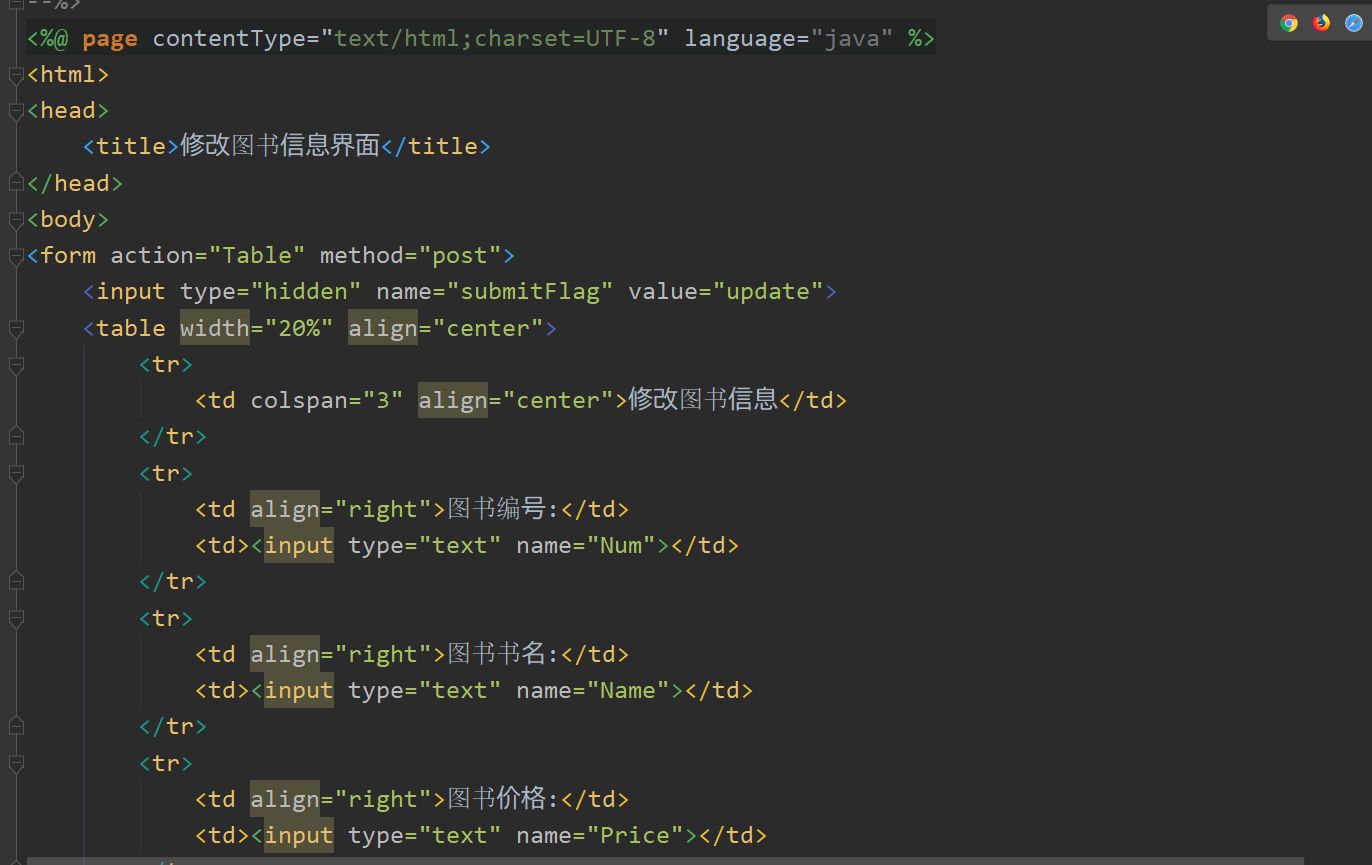 --%>
<%@ page contentType="text/html;charset=UTF-8" language="java" %>
<html>
<head>
    <title>修改图书信息界面</title>
</head>
<body>
<form action="Table" method="post">
    <input type="hidden" name="submitFlag" value="update">
    <table width="20%" align="center">
        <tr>
            <td colspan="3" align="center">修改图书信息</td>
        </tr>
        <tr>
            <td align="right">图书编号:</td>
            <td><input type="text" name="Num"></td>
        </tr>
        <tr>
            <td align="right">图书书名:</td>
            <td><input type="text" name="Name"></td>
        </tr>
        <tr>
            <td align="right">图书价格:</td>
            <td><input type="text" name="Price"></td>